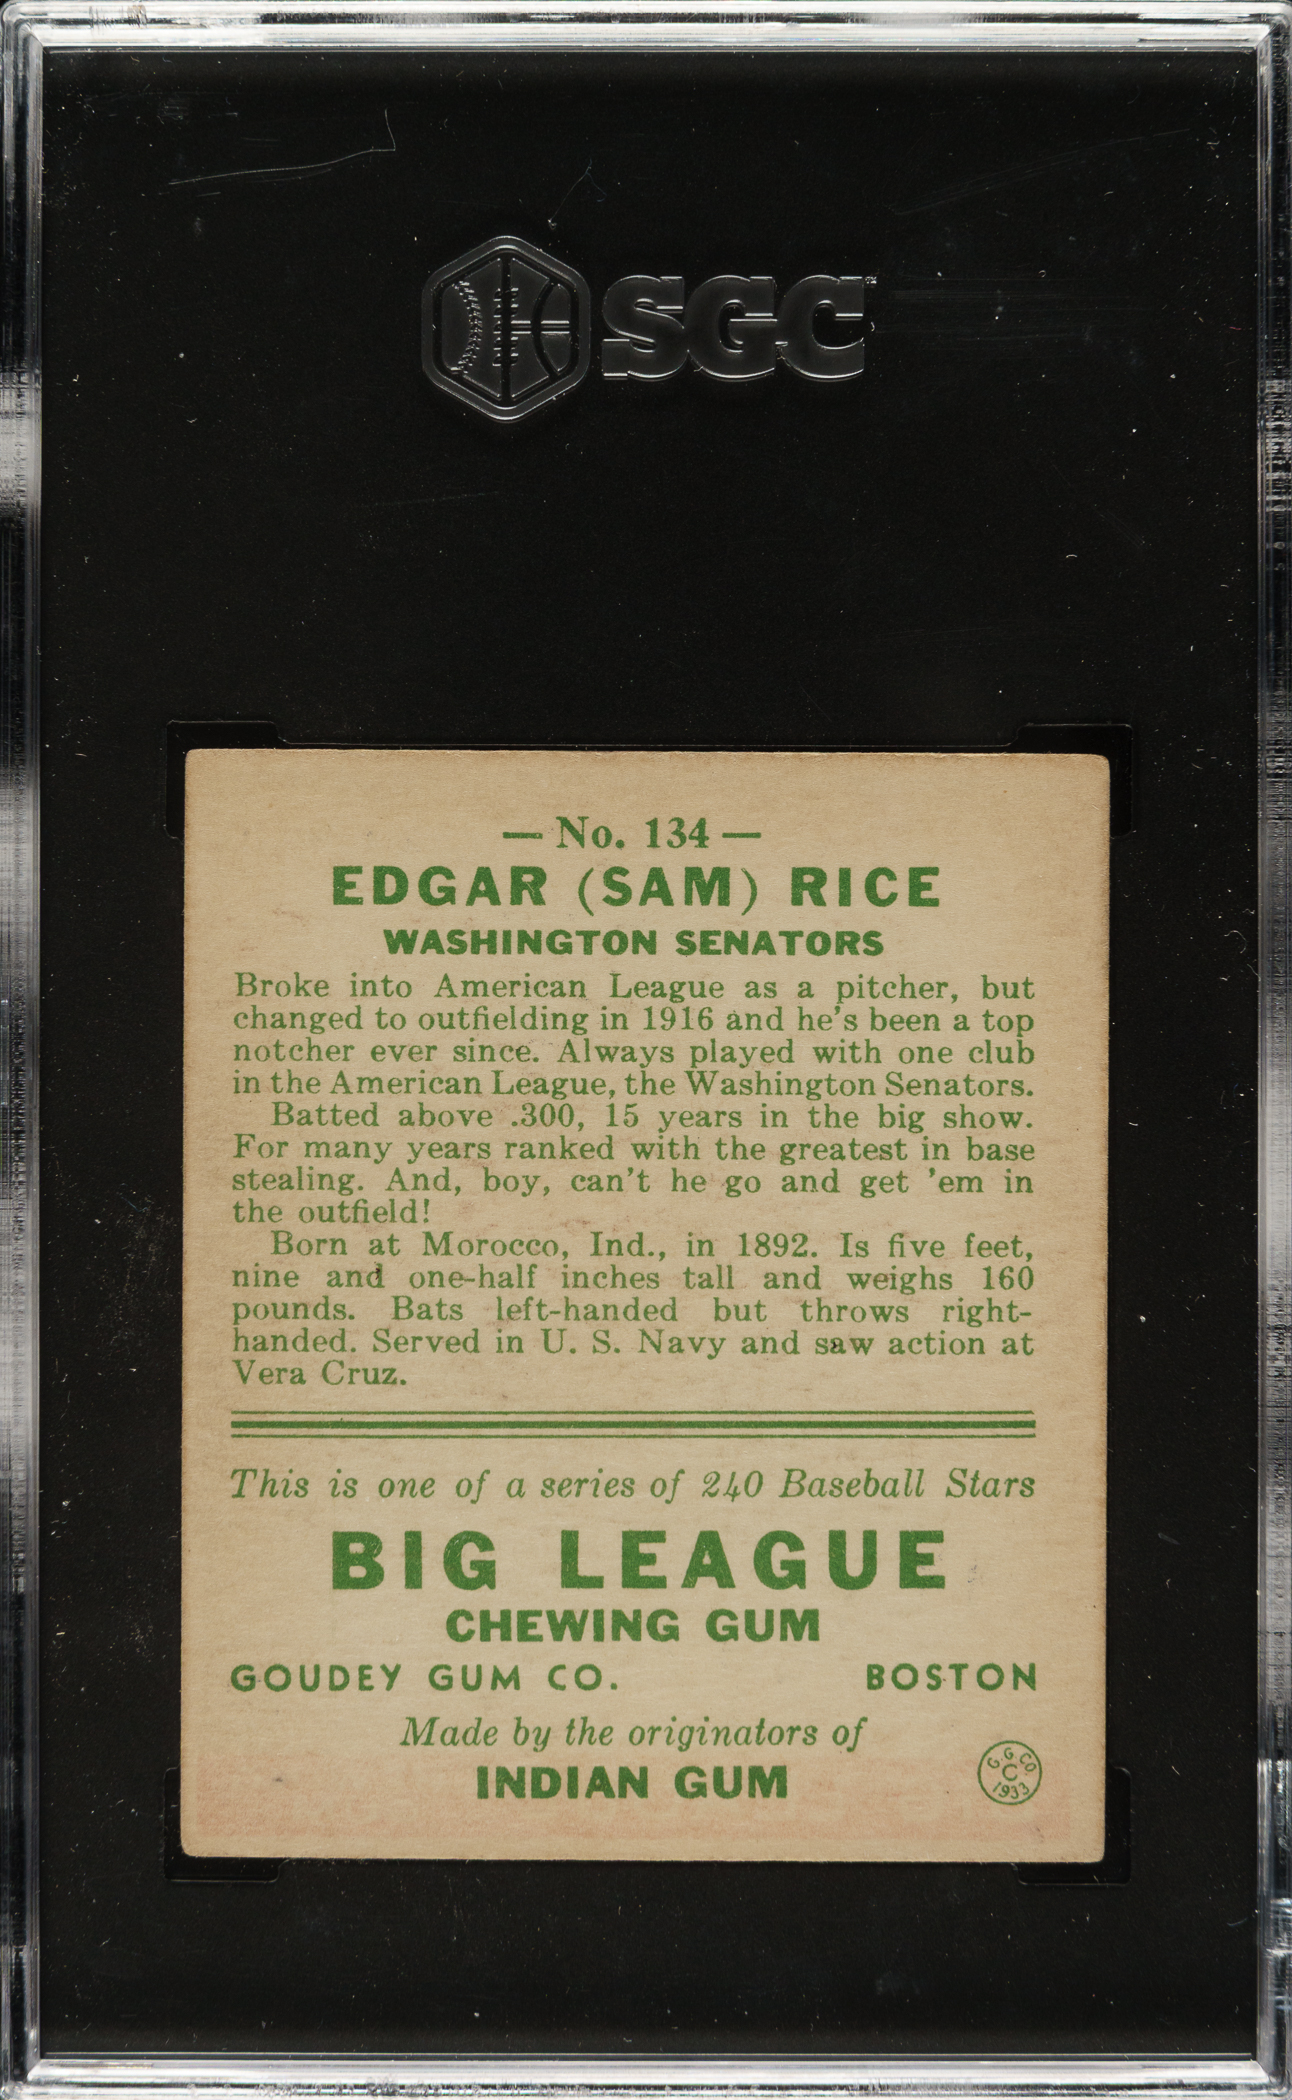 SGC
— No. 134 —
EDGAR (SAM) RICE
WASHINGTON SENATORS
Broke into American League as a pitcher, but
changed to outfielding in 1916 and he's been a top
notcher ever since. Always played with one club
in the American League, the Washington Senators.
Batted above .300, 15 years in the big show.
For many years ranked with the greatest in base
stealing. And, boy, can't he go and get 'em in
the outfield!
Born at Morocco, Ind., in 1892. Is five feet,
nine and one-half inches tall and weighs 160
pounds. Bats left-handed but throws right-
handed. Served in U. S. Navy and saw action at
Vera Cruz.
This is one of a series of 240 Baseball Stars
BIG LEAGUE
CHEWING GUM
GOUDEY GUM CO. BOSTON
Made by the originators of
INDIAN GUM
G. G. CO.
C
1933